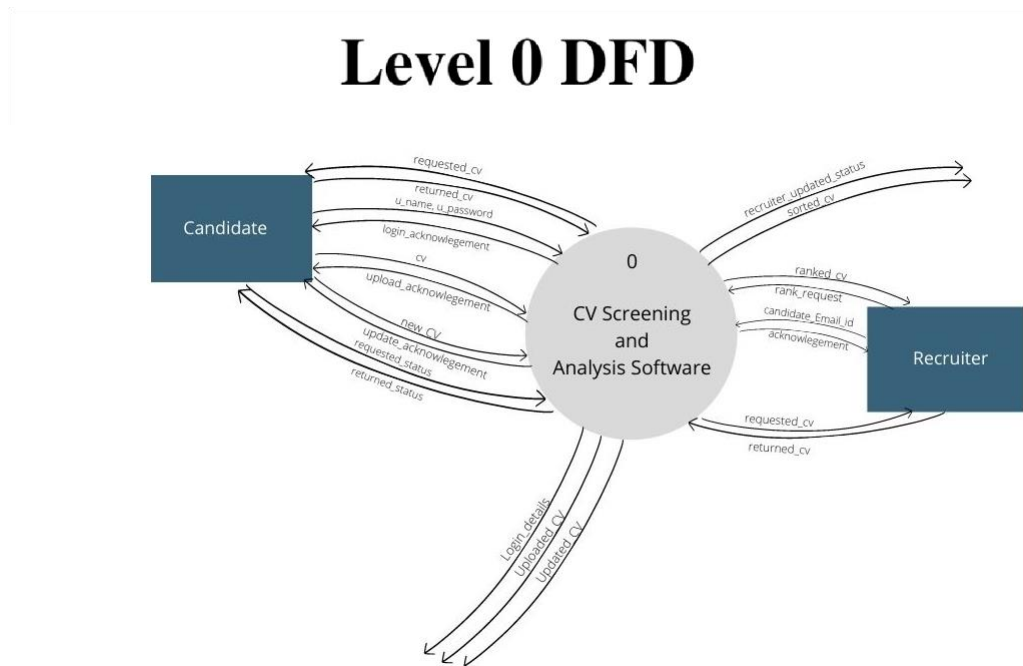 Level 0 DFD
requested_cv
returned_cv
u_name, u_password
login_acknowlegement
cv
upload_acknowlegement
new_CV
update_acknowlegement
requested_status
returned_status
Candidate
0
CV Screening
and
Analysis Software
recruiter_updated_status
sorted_cv
ranked_cv
rank_request
candidate_Email_id
acknowlegement
Recruiter
requested_cv
returned_cv
Login_details
Uploaded_CV
Updated_CV